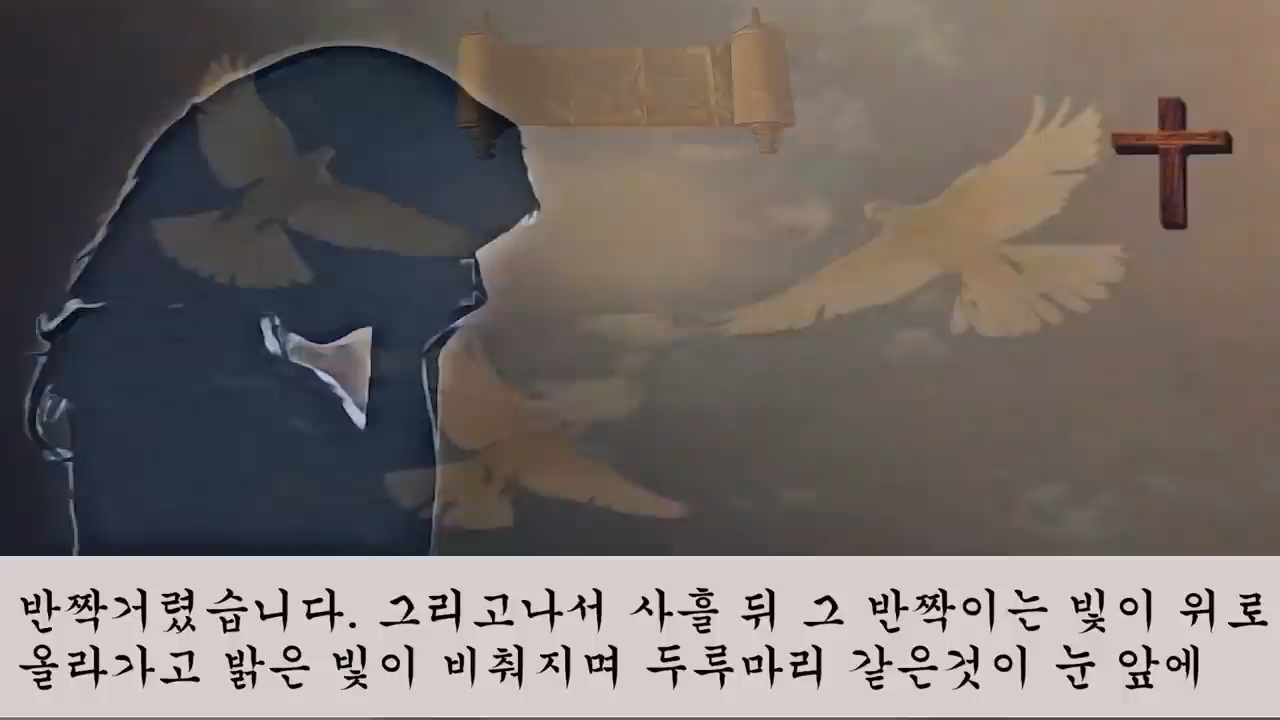 반짝거렸습니다. 그리고나서 사흘 뒤 그 반짝이는 빛이 위로
올라가고 밝은 빛이 비춰지며 두루마리 같은것이 눈 앞에